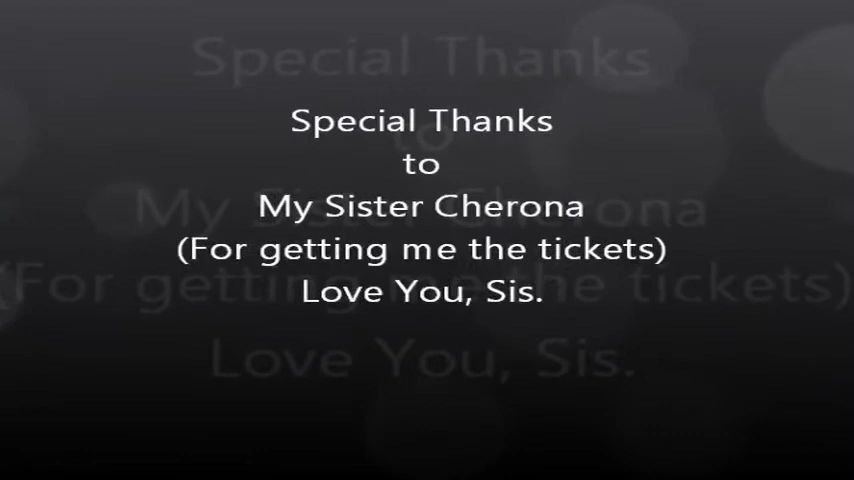 Special Thanks
to
My Sister Cherona
(For getting me the tickets)
Love You, Sis.